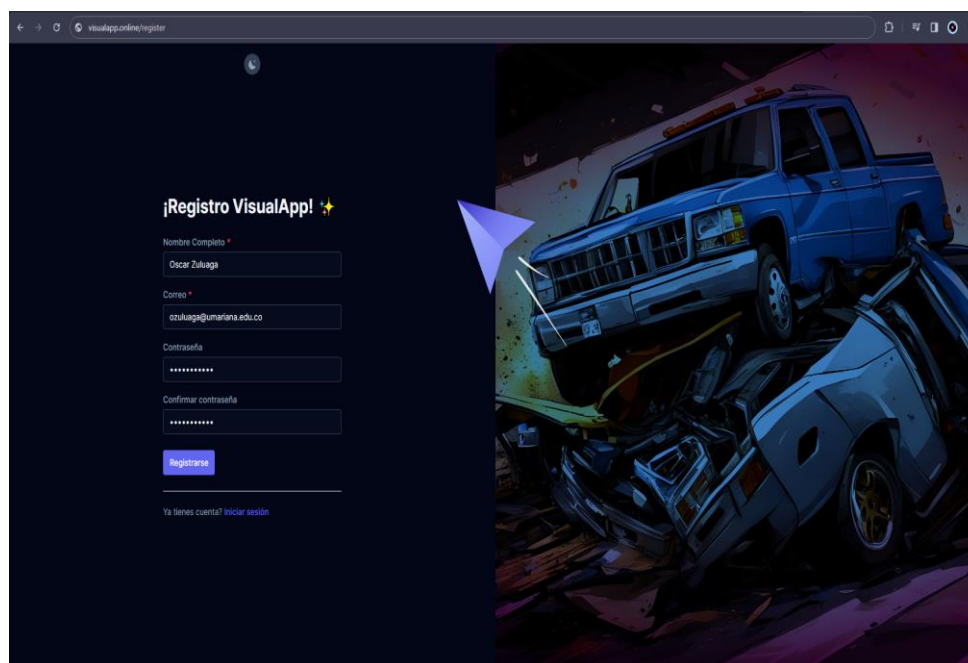 visualapp.online/register
¡Registro VisualApp! ✨
Nombre Completo *
Oscar Zuluaga
Correo *
ozuluaga@umariana.edu.co
Contraseña
•••••••••••
Confirmar contraseña
•••••••••••
Registrarse
Ya tienes cuenta? Iniciar sesión